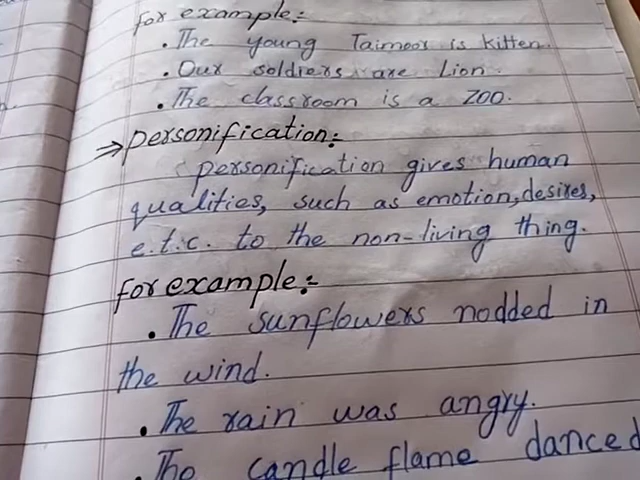 for example:-
• The young Taimoor is kitten.
• Our soldiers are Lion.
• The classroom is a ZOO.
⇒ personification:-
personification gives human
qualities, such as emotion, desires,
e.t.c. to the non-living thing.
for example:-
• The sunflowers nodded in
the wind.
• The rain was angry.
• The candle flame danced